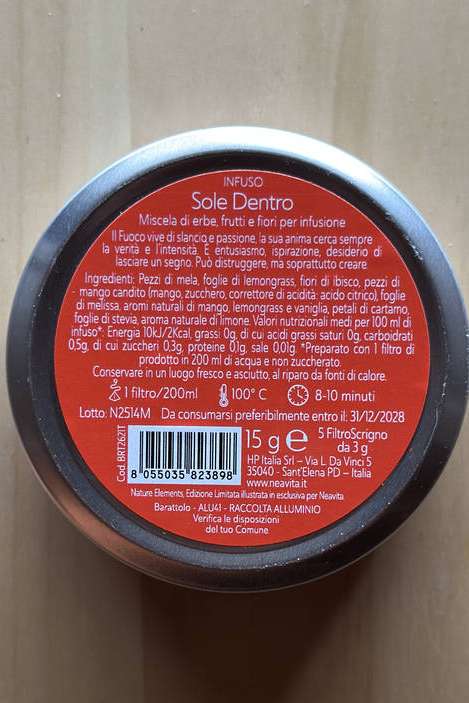 INFUSO
Sole Dentro
Miscela di erbe, frutti e fiori per infusione
Il Fuoco vive di slancio e passione, la sua anima cerca sempre
la verità e l'intensità. È entusiasmo, ispirazione, desiderio di
lasciare un segno. Può distruggere, ma soprattutto creare
Ingredienti: Pezzi di mela, foglie di lemongrass, fiori di ibisco, pezzi di
mango candito (mango, zucchero, correttore di acidità: acido citrico), foglie
di melissa, aromi naturali di mango, lemongrass e vaniglia, petali di cartamo,
foglie di stevia, aroma naturale di limone. Valori nutrizionali medi per 100 ml di
infuso*: Energia 10kJ/2Kcal, grassi: 0g, di cui acidi grassi saturi 0g, carboidrati
0,5g, di cui zuccheri 0,3g, proteine 0,1g, sale 0,01g. *Preparato con 1 filtro di
prodotto in 200 ml di acqua e non zuccherato.
Conservare in un luogo fresco e asciutto, al riparo da fonti di calore.
1 filtro/200ml 100° C 8-10 minuti
Lotto: N2514M Da consumarsi preferibilmente entro il: 31/12/2028
Cod. BRT262IT
8 055035 823898
15 g e 5 FiltroScrigno
da 3 g
HP Italia Srl – Via L. Da Vinci 5
35040 - Sant'Elena PD – Italia
www.neavita.it
Nature Elements, Edizione Limitata illustrata in esclusiva per Neavita.
Barattolo - ALU41 - RACCOLTA ALLUMINIO
Verifica le disposizioni
del tuo Comune.